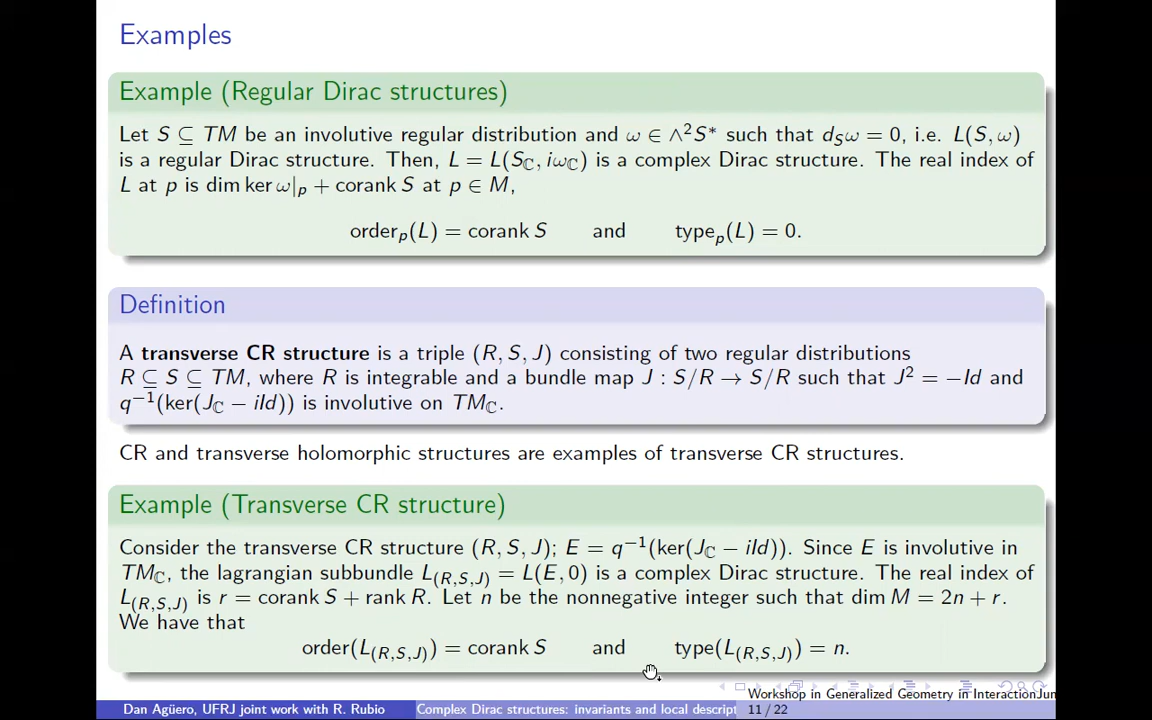 Examples
Example (Regular Dirac structures)
Let S ⊆ TM be an involutive regular distribution and ω ∈ ∧²S* such that d_Sω = 0, i.e. L(S, ω)
is a regular Dirac structure. Then, L = L(S_ℂ, iω_ℂ) is a complex Dirac structure. The real index of
L at p is dim ker ω|_p + corank S at p ∈ M,
order_p(L) = corank S and type_p(L) = 0.
Definition
A transverse CR structure is a triple (R, S, J) consisting of two regular distributions
R ⊆ S ⊆ TM, where R is integrable and a bundle map J : S/R → S/R such that J² = −Id and
q⁻¹(ker(J_ℂ − iId)) is involutive on TM_ℂ.
CR and transverse holomorphic structures are examples of transverse CR structures.
Example (Transverse CR structure)
Consider the transverse CR structure (R, S, J); E = q⁻¹(ker(J_ℂ − iId)). Since E is involutive in
TM_ℂ, the lagrangian subbundle L_(R,S,J) = L(E, 0) is a complex Dirac structure. The real index of
L_(R,S,J) is r = corank S + rank R. Let n be the nonnegative integer such that dim M = 2n + r.
We have that
order(L_(R,S,J)) = corank S and type(L_(R,S,J)) = n.
Workshop in Generalized Geometry in InteractionJun
Dan Agüero, UFRJ joint work with R. Rubio
Complex Dirac structures: invariants and local descript
11 / 22